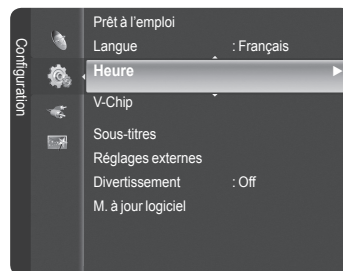 Configuration
Prêt à l'emploi
Langue : Français
Heure
V-Chip
Sous-titres
Réglages externes
Divertissement : Off
M. à jour logiciel